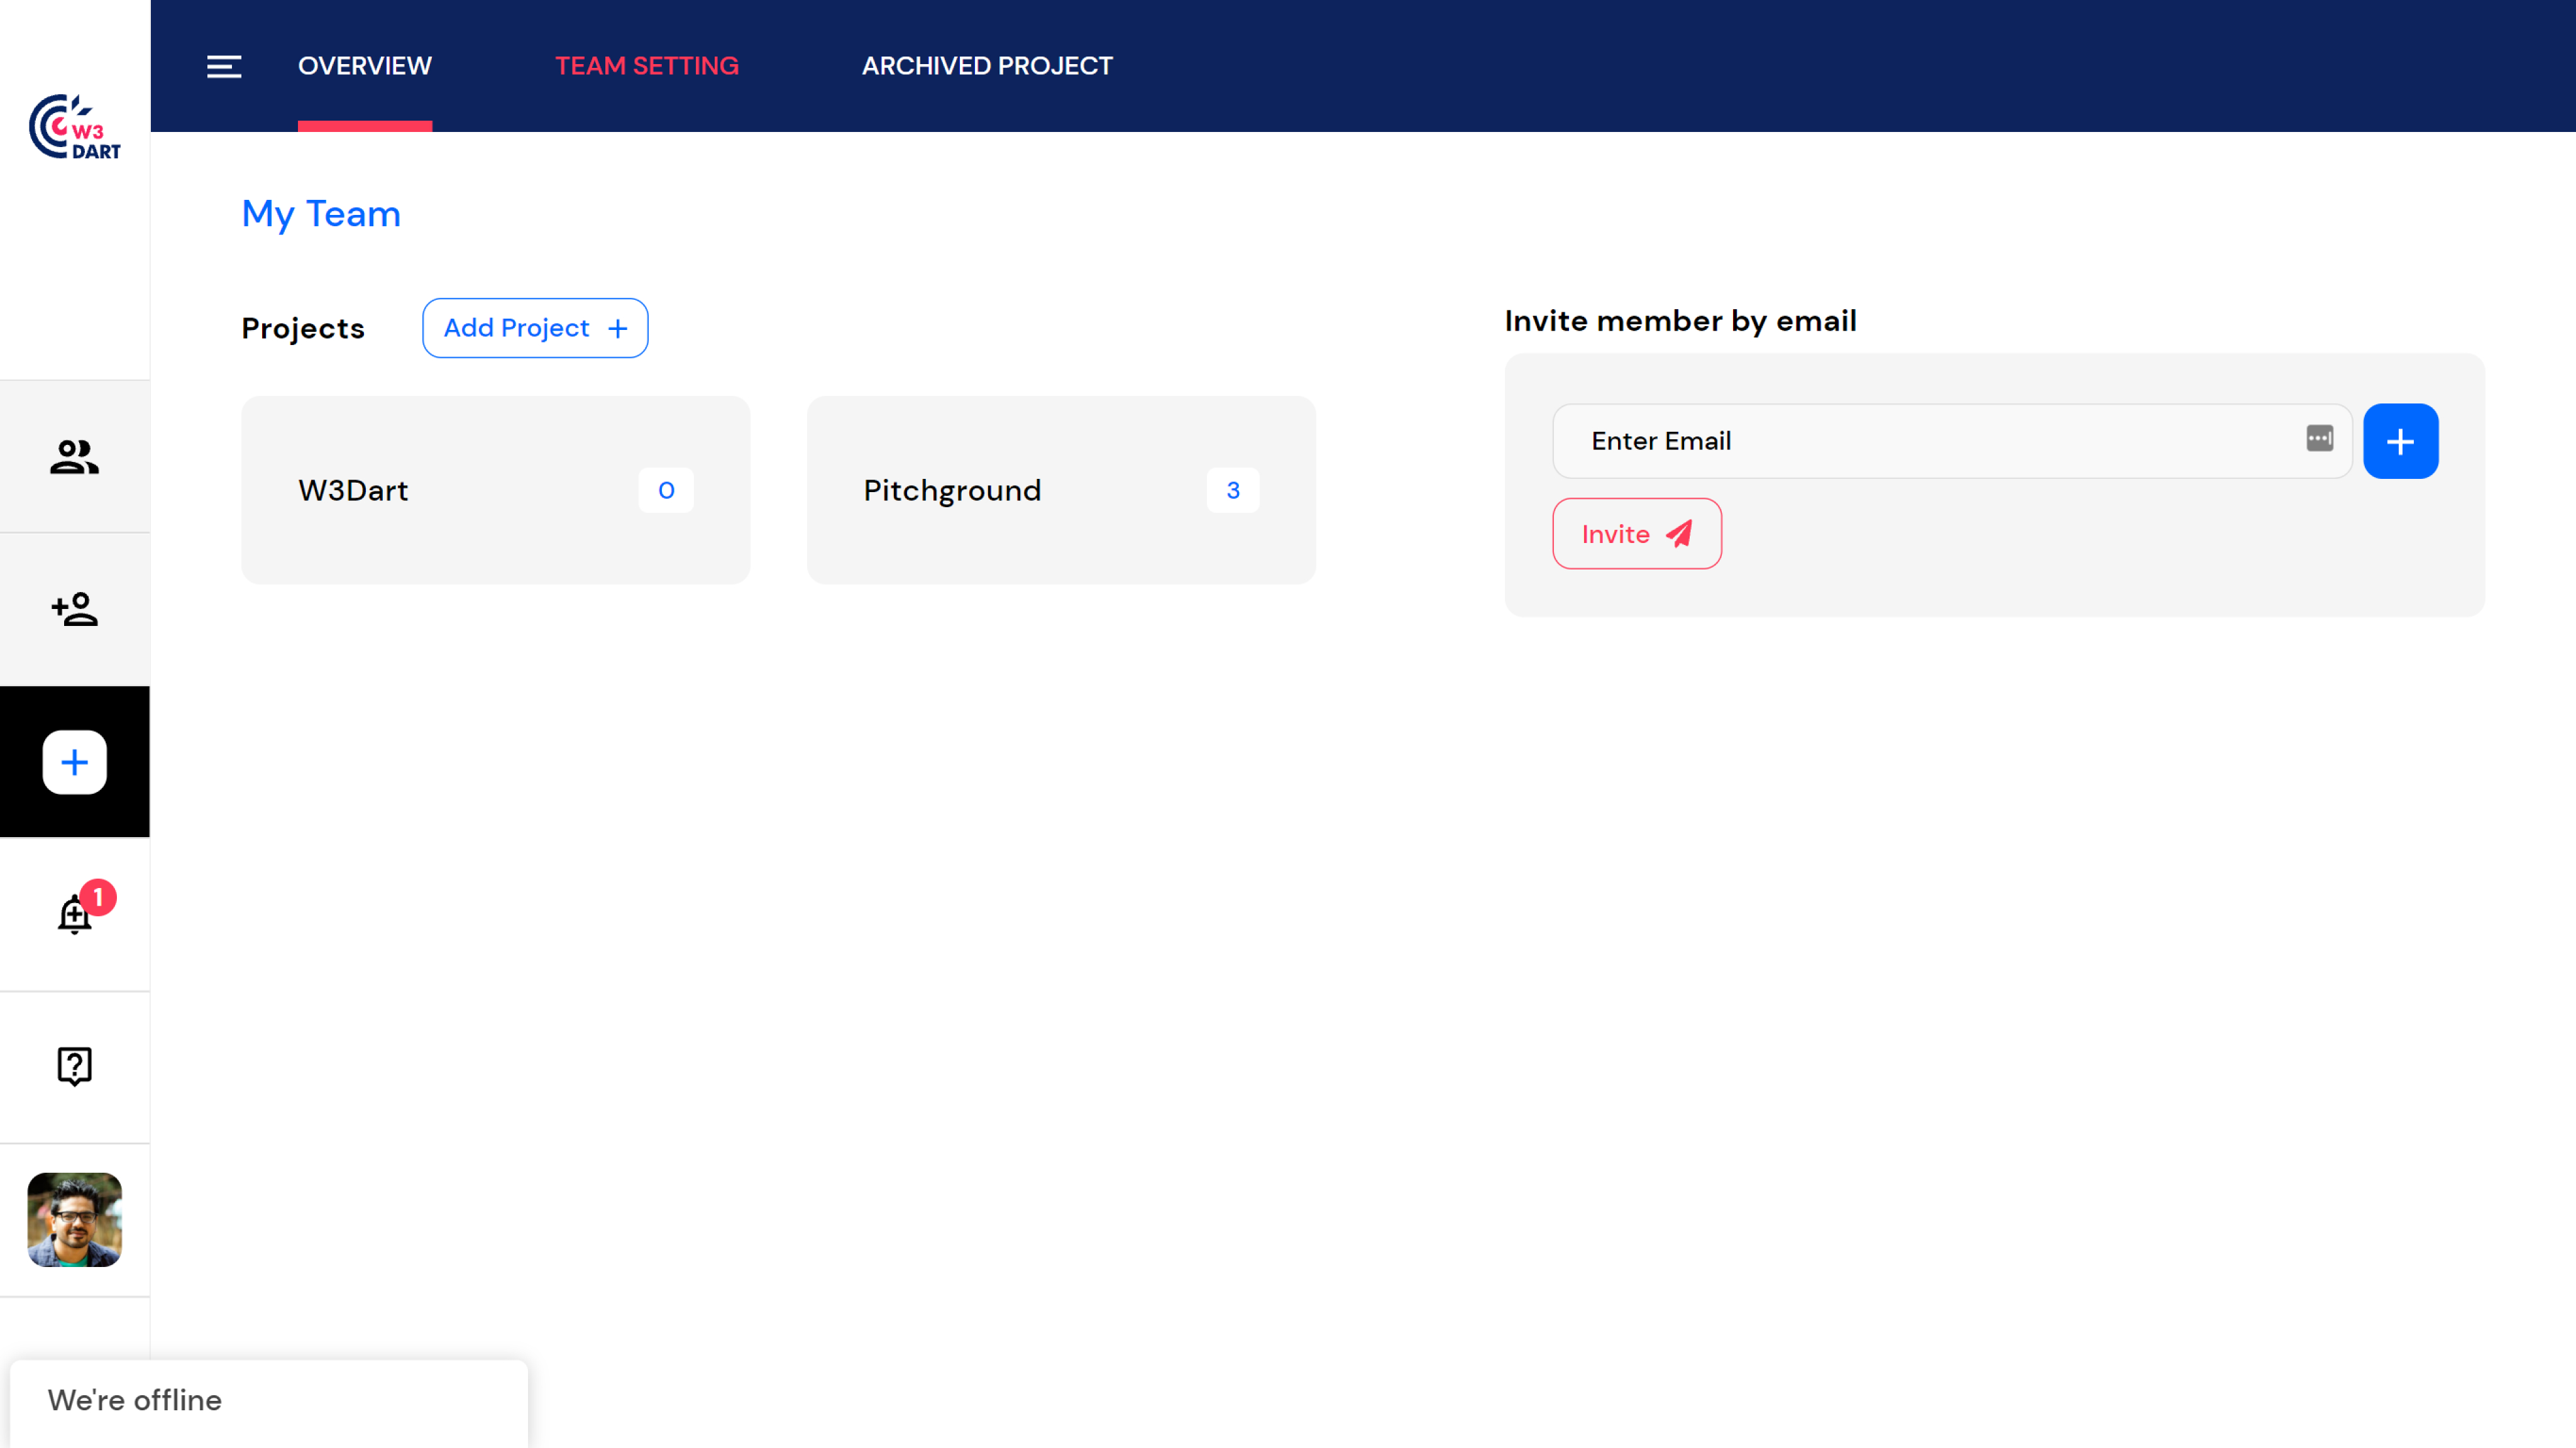 W3
DART
OVERVIEW TEAM SETTING ARCHIVED PROJECT
My Team
Projects Add Project +
Invite member by email
W3Dart 0 Pitchground 3
Enter Email +
Invite
+
1
?
We're offline